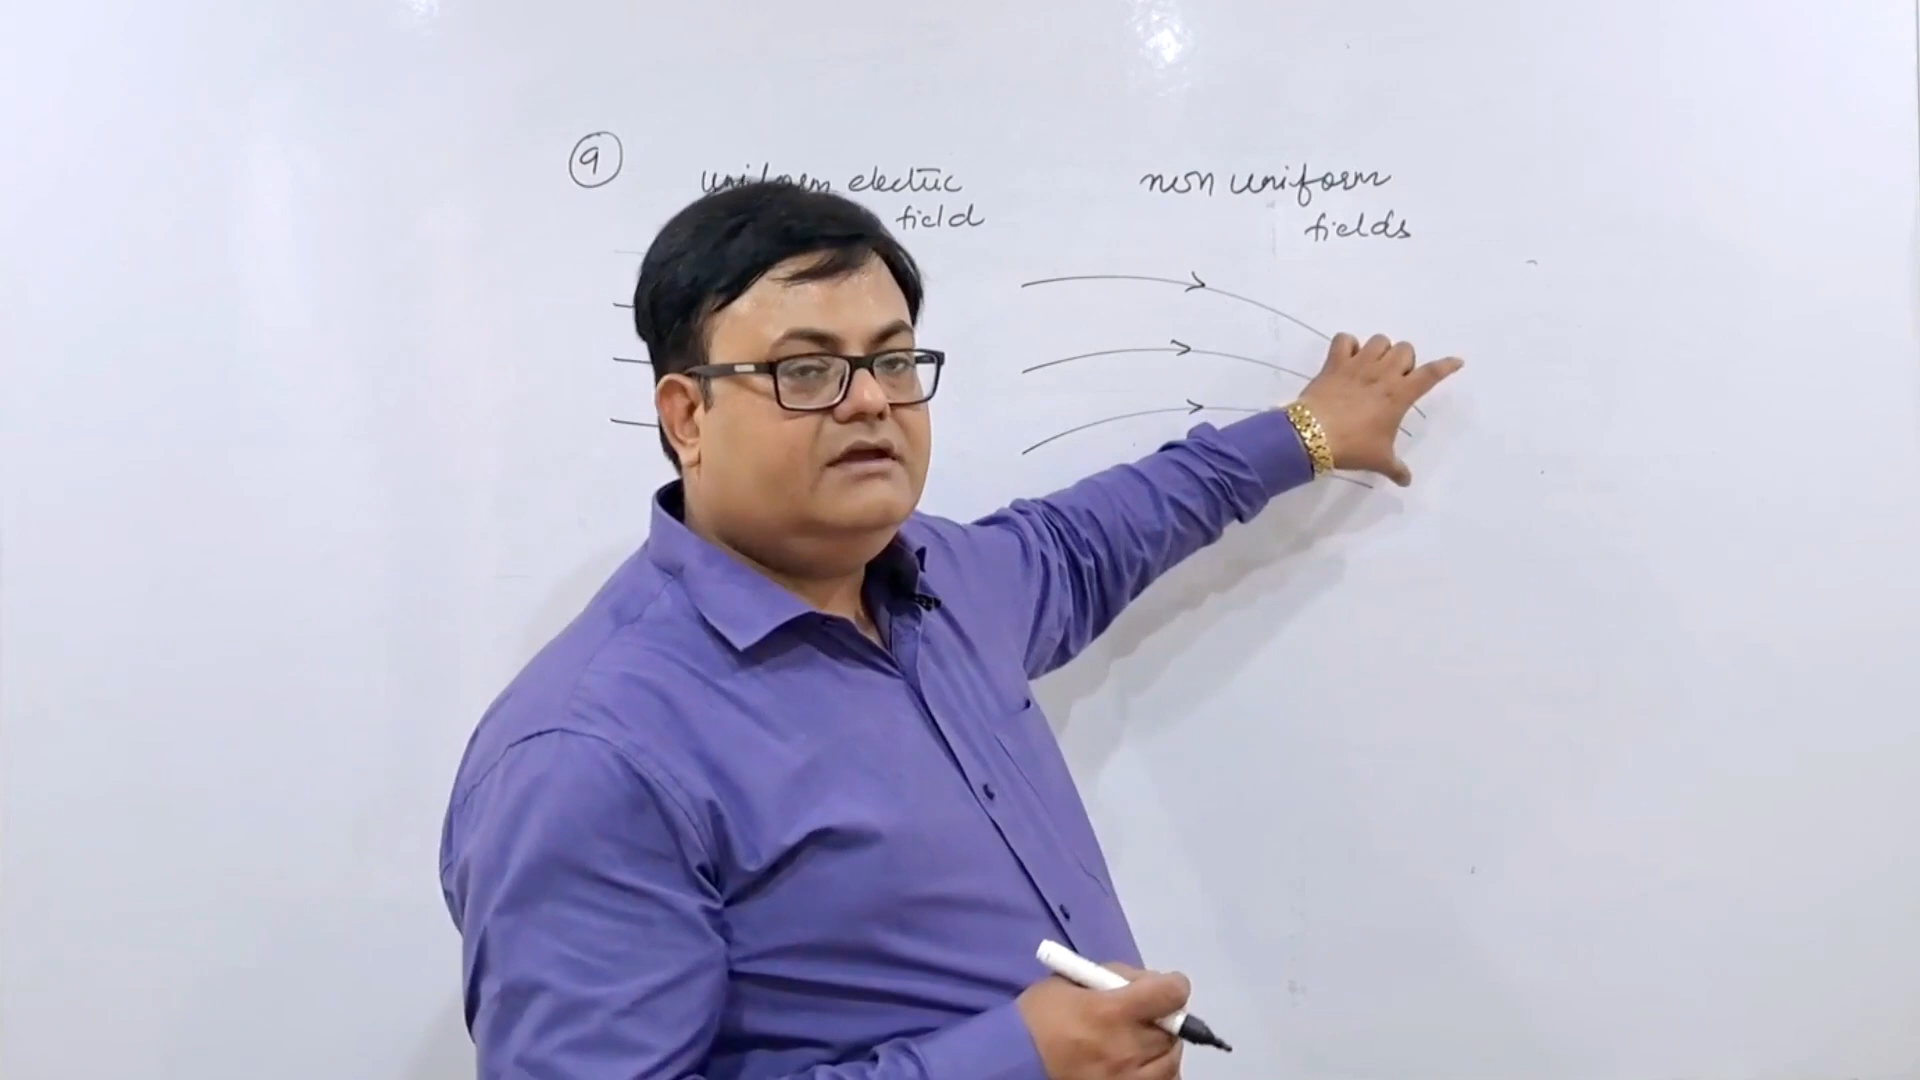 9
uniform electric
field
non uniform
fields